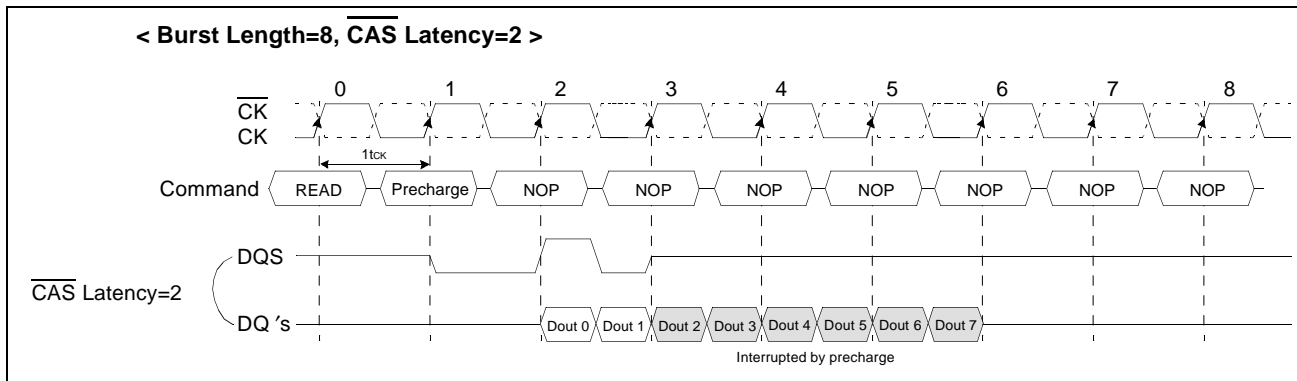 < Burst Length=8, CAS Latency=2 >
0 1 2 3 4 5 6 7 8
CK
CK
1tCK
Command READ Precharge NOP NOP NOP NOP NOP NOP NOP
DQS
CAS Latency=2
DQ 's Dout 0 Dout 1 Dout 2 Dout 3 Dout 4 Dout 5 Dout 6 Dout 7
Interrupted by precharge